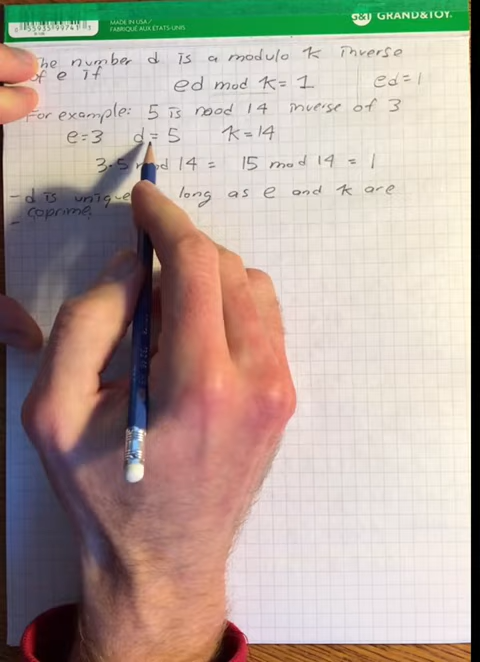 MADE IN USA /
FABRIQUÉ AUX ÉTATS-UNIS
G&T GRAND&TOY.
The number d is a modulo k inverse
of e if
ed mod k = 1 ed = 1
For example: 5 is mod 14 inverse of 3
e=3 d=5 k=14
3·5 mod 14 = 15 mod 14 = 1
- d is unique long as e and k are
coprime
-